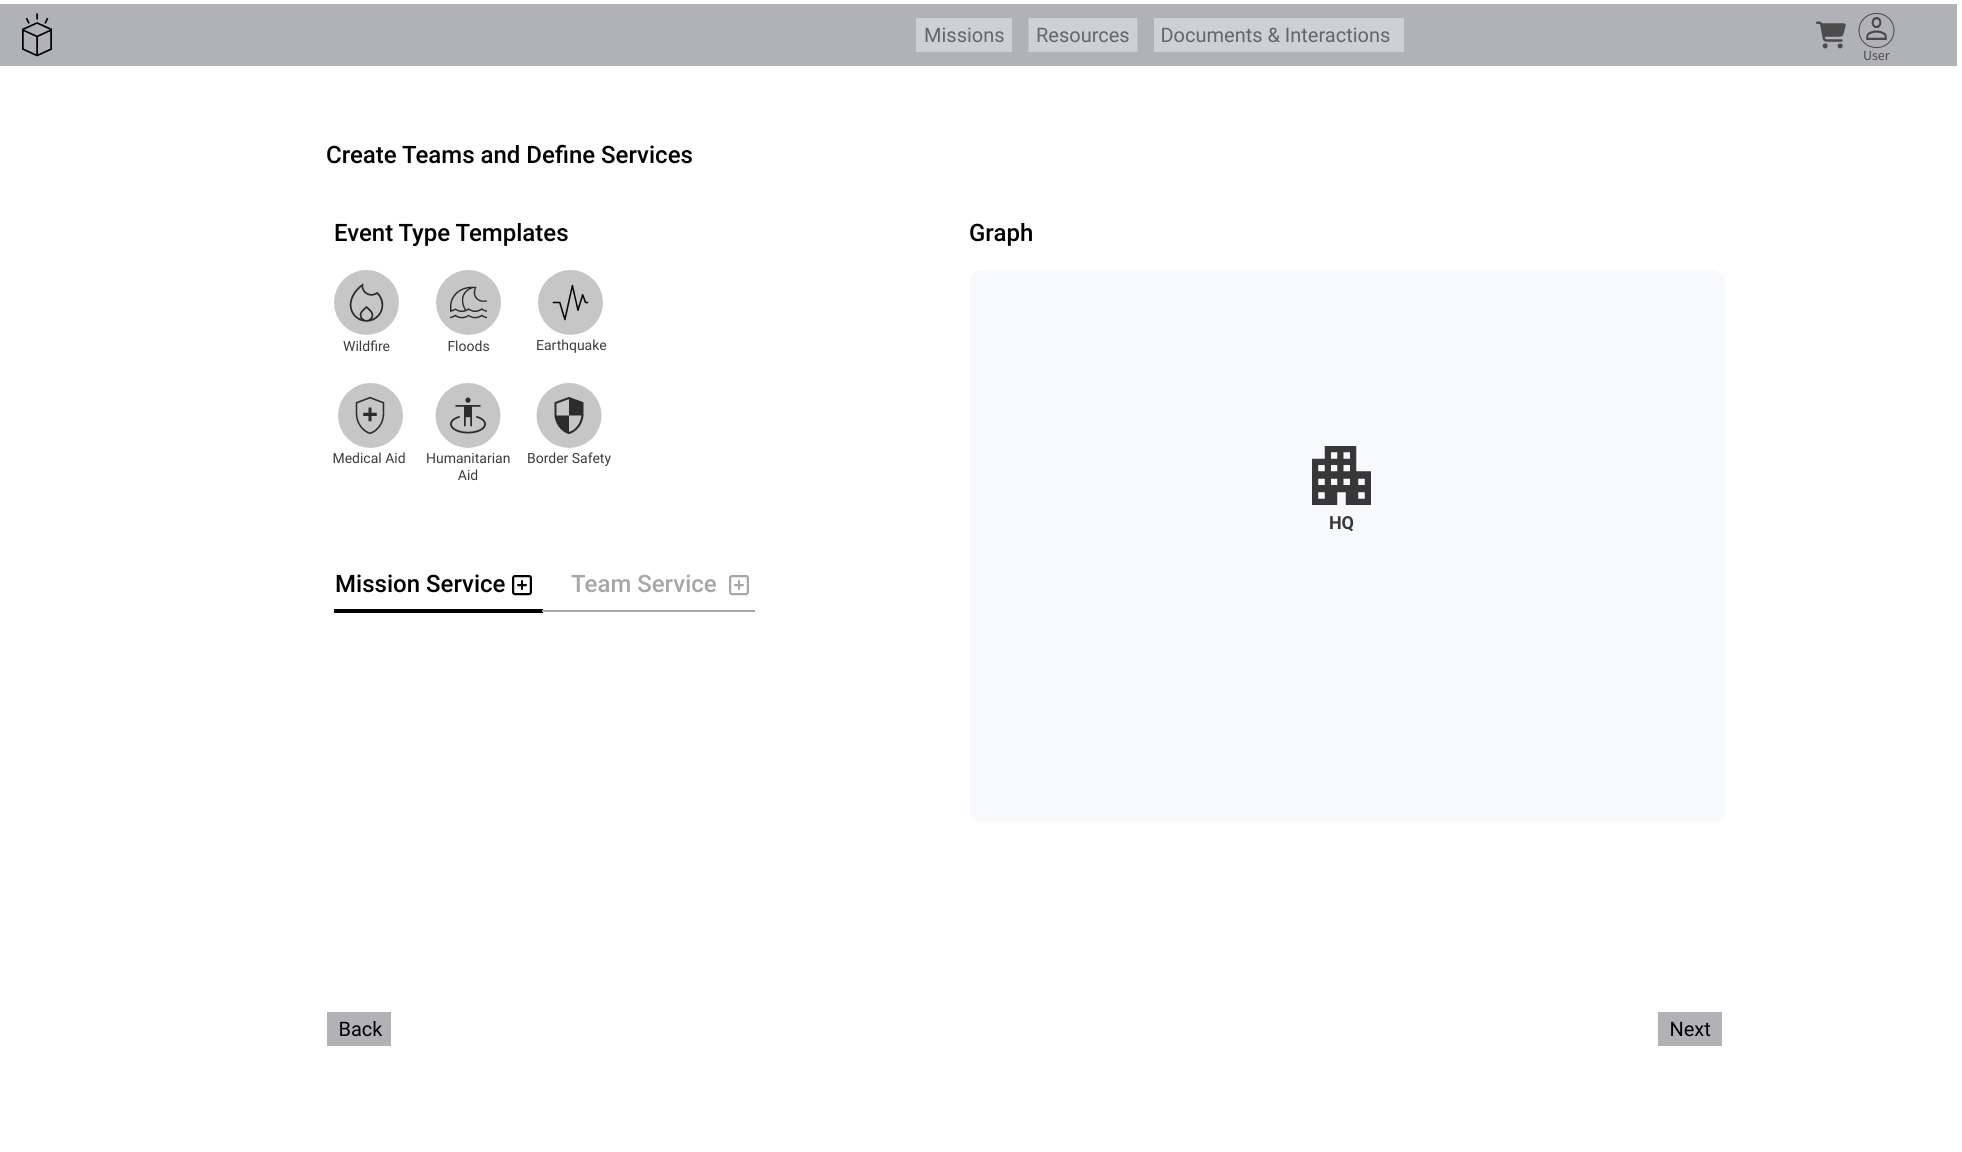 Missions
Resources
Documents & Interactions
User
Create Teams and Define Services
Event Type Templates
Graph
Wildfire
Floods
Earthquake
Medical Aid
Humanitarian
Aid
Border Safety
HQ
Mission Service
Team Service
Back
Next